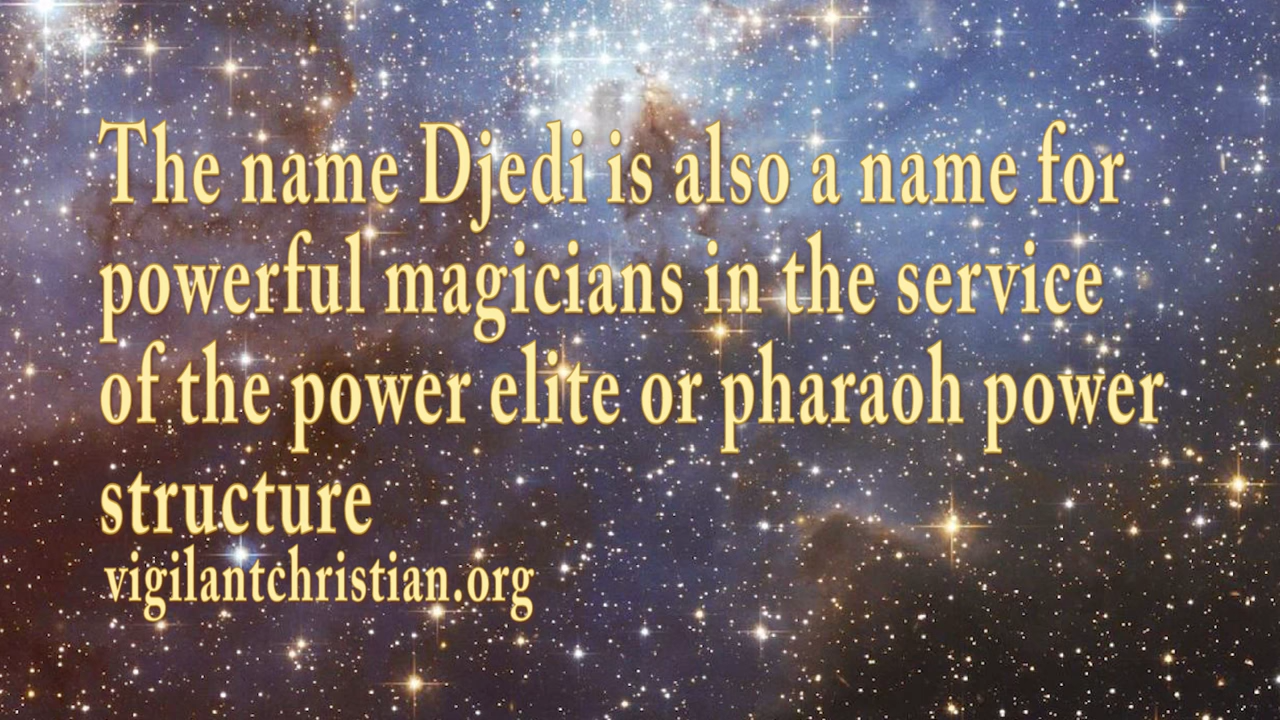 The name Djedi is also a name for
powerful magicians in the service
of the power elite or pharaoh power
structure
vigilantchristian.org